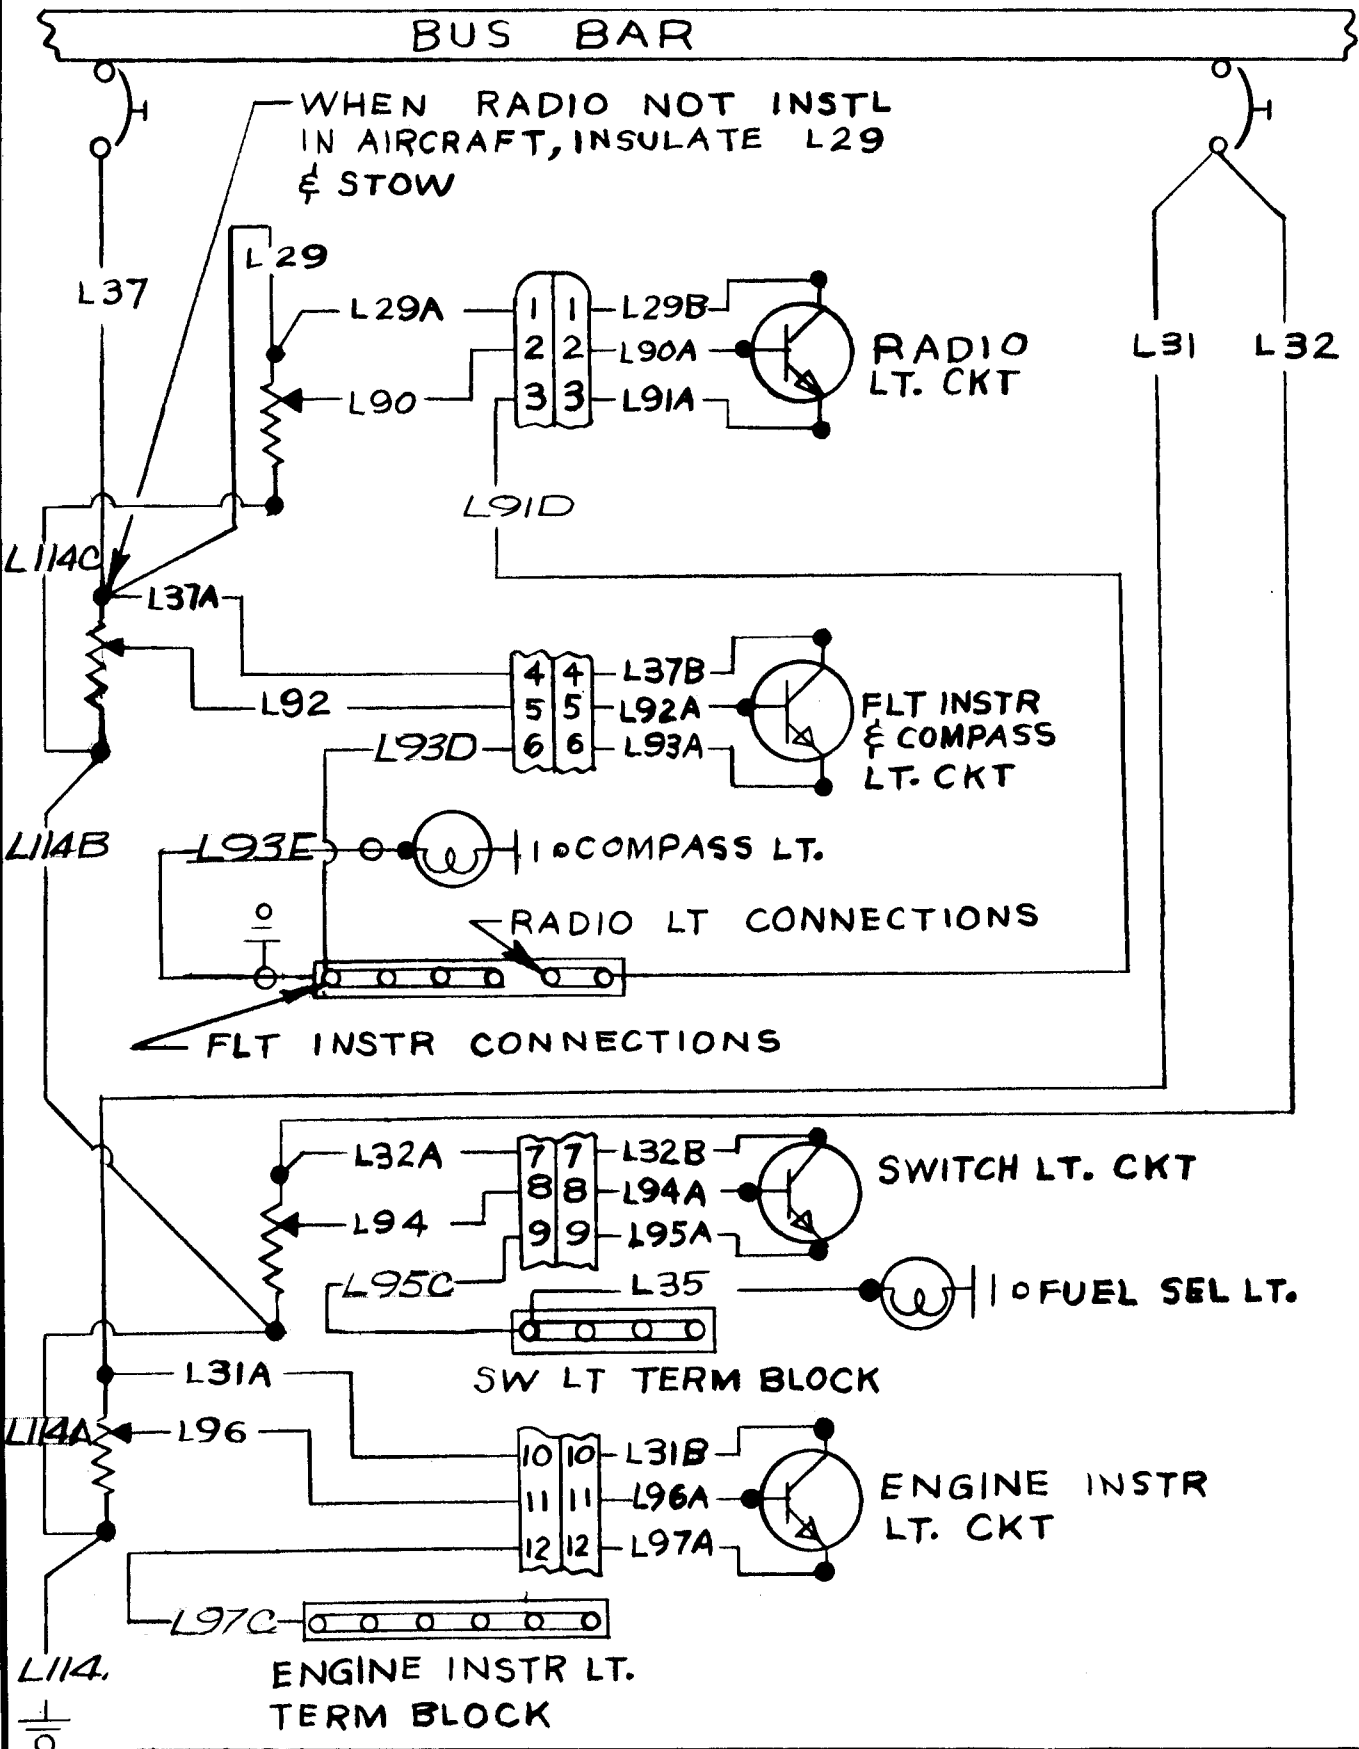 BUS BAR
WHEN RADIO NOT INSTL
IN AIRCRAFT, INSULATE L29
& STOW
L29
L37
L29A
1 1
L29B
L31
L32
2 2
L90A
RADIO
LT. CKT
L90
3 3
L91A
L91D
L114C
L37A
4 4
L37B
L92
5 5
L92A
FLT INSTR
& COMPASS
LT. CKT
L93D
6 6
L93A
L114B
L93E
COMPASS LT.
RADIO LT CONNECTIONS
FLT INSTR CONNECTIONS
L32A
7 7
L32B
SWITCH LT. CKT
8 8
L94A
L94
9 9
L95A
L95C
L35
FUEL SEL LT.
L31A
SW LT TERM BLOCK
L114A
L96
10 10
L31B
11 11
L96A
ENGINE INSTR
LT. CKT
12 12
L97A
L97C
L114.
ENGINE INSTR LT.
TERM BLOCK